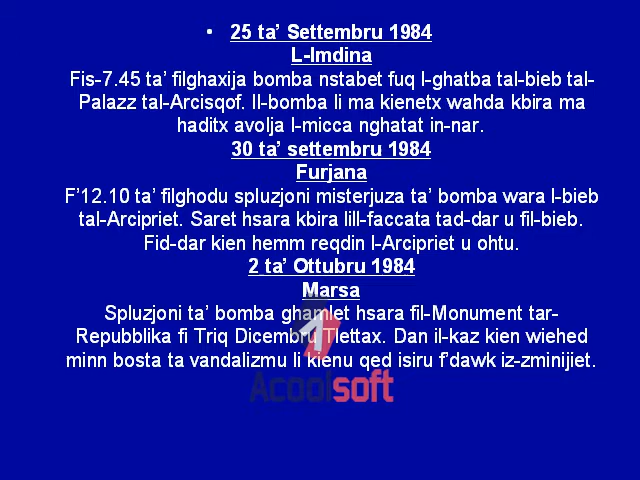 • 25 ta’ Settembru 1984
L-Imdina
Fis-7.45 ta’ filghaxija bomba nstabet fuq l-ghatba tal-bieb tal-
Palazz tal-Arcisqof. Il-bomba li ma kienetx wahda kbira ma
haditx avolja l-micca nghatat in-nar.
30 ta’ settembru 1984
Furjana
F’12.10 ta’ filghodu spluzjoni misterjuza ta’ bomba wara l-bieb
tal-Arcipriet. Saret hsara kbira lill-faccata tad-dar u fil-bieb.
Fid-dar kien hemm reqdin l-Arcipriet u ohtu.
2 ta’ Ottubru 1984
Marsa
Spluzjoni ta’ bomba ghamlet hsara fil-Monument tar-
Repubblika fi Triq Dicembru Tlettax. Dan il-kaz kien wiehed
minn bosta ta vandalizmu li kienu qed isiru f’dawk iz-zminijiet.
Acoolsoft